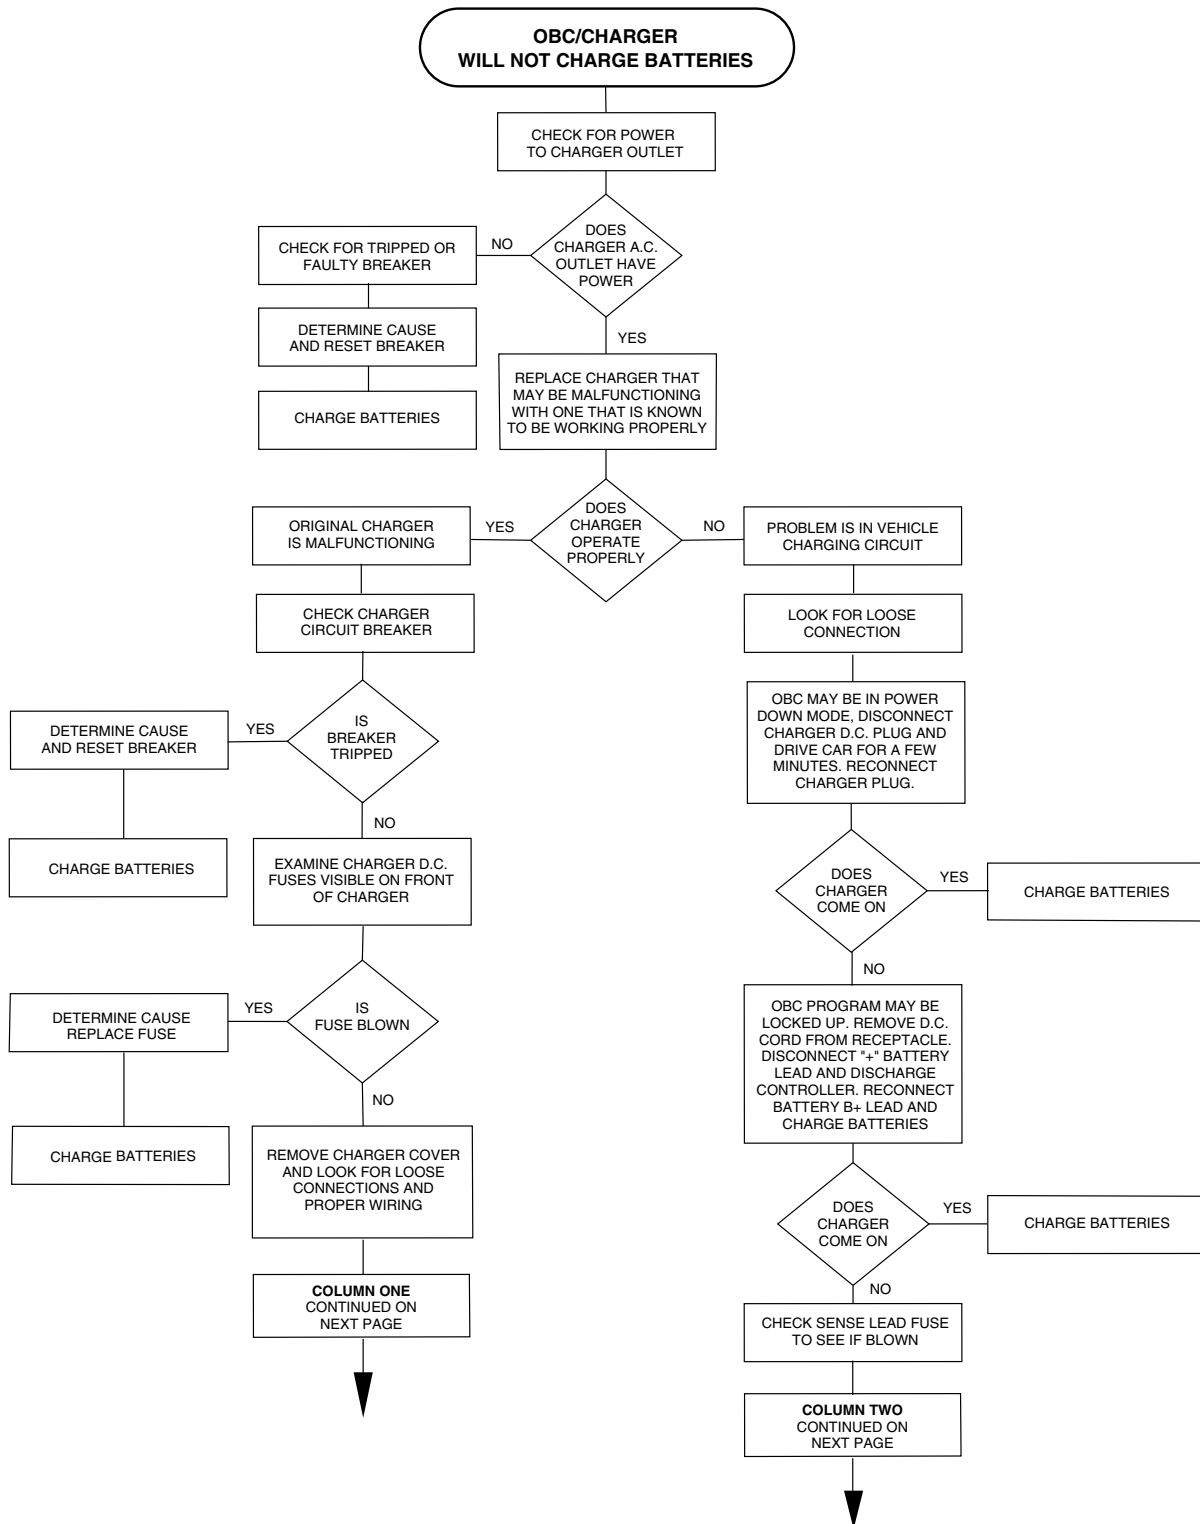 OBC/CHARGER
WILL NOT CHARGE BATTERIES
CHECK FOR POWER
TO CHARGER OUTLET
DOES
CHARGER A.C.
OUTLET HAVE
POWER
NO
CHECK FOR TRIPPED OR
FAULTY BREAKER
DETERMINE CAUSE
AND RESET BREAKER
CHARGE BATTERIES
YES
REPLACE CHARGER THAT
MAY BE MALFUNCTIONING
WITH ONE THAT IS KNOWN
TO BE WORKING PROPERLY
DOES
CHARGER
OPERATE
PROPERLY
YES
ORIGINAL CHARGER
IS MALFUNCTIONING
CHECK CHARGER
CIRCUIT BREAKER
IS
BREAKER
TRIPPED
YES
DETERMINE CAUSE
AND RESET BREAKER
CHARGE BATTERIES
NO
EXAMINE CHARGER D.C.
FUSES VISIBLE ON FRONT
OF CHARGER
IS
FUSE BLOWN
YES
DETERMINE CAUSE
REPLACE FUSE
CHARGE BATTERIES
NO
REMOVE CHARGER COVER
AND LOOK FOR LOOSE
CONNECTIONS AND
PROPER WIRING
COLUMN ONE
CONTINUED ON
NEXT PAGE
NO
PROBLEM IS IN VEHICLE
CHARGING CIRCUIT
LOOK FOR LOOSE
CONNECTION
OBC MAY BE IN POWER
DOWN MODE, DISCONNECT
CHARGER D.C. PLUG AND
DRIVE CAR FOR A FEW
MINUTES. RECONNECT
CHARGER PLUG.
DOES
CHARGER
COME ON
YES
CHARGE BATTERIES
NO
OBC PROGRAM MAY BE
LOCKED UP. REMOVE D.C.
CORD FROM RECEPTACLE.
DISCONNECT "+" BATTERY
LEAD AND DISCHARGE
CONTROLLER. RECONNECT
BATTERY B+ LEAD AND
CHARGE BATTERIES
DOES
CHARGER
COME ON
YES
CHARGE BATTERIES
NO
CHECK SENSE LEAD FUSE
TO SEE IF BLOWN
COLUMN TWO
CONTINUED ON
NEXT PAGE